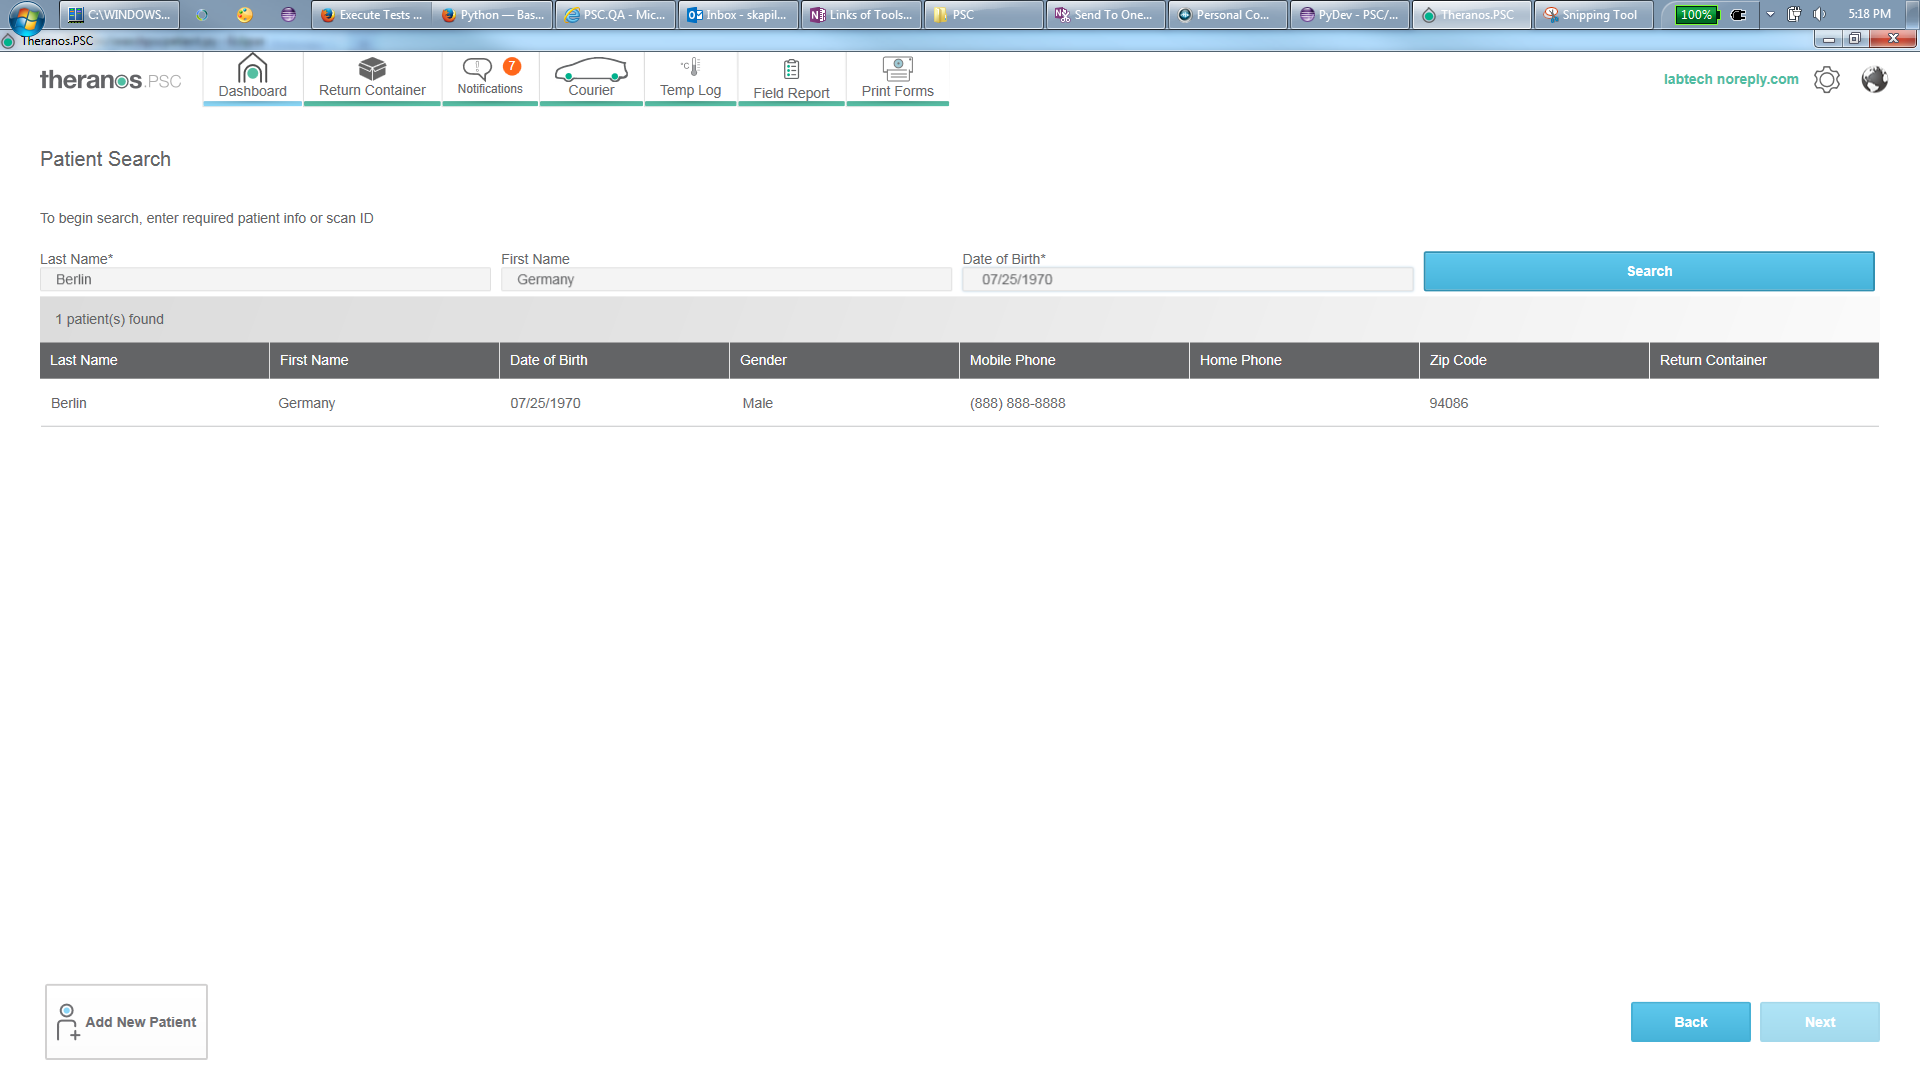 C:\WINDOWS... Execute Tests ... Python — Bas... PSC.QA - Mic... Inbox - skapil... Links of Tools... PSC Send To One... Personal Co... PyDev - PSC/... Theranos.PSC Snipping Tool 100% 5:18 PM
Theranos.PSC
theranos.PSC Dashboard Return Container Notifications 7 Courier °C Temp Log Field Report Print Forms labtech noreply.com
Patient Search
To begin search, enter required patient info or scan ID
Last Name* First Name Date of Birth*
Berlin Germany 07/25/1970 Search
1 patient(s) found
Last Name First Name Date of Birth Gender Mobile Phone Home Phone Zip Code Return Container
Berlin Germany 07/25/1970 Male (888) 888-8888 94086
Add New Patient Back Next